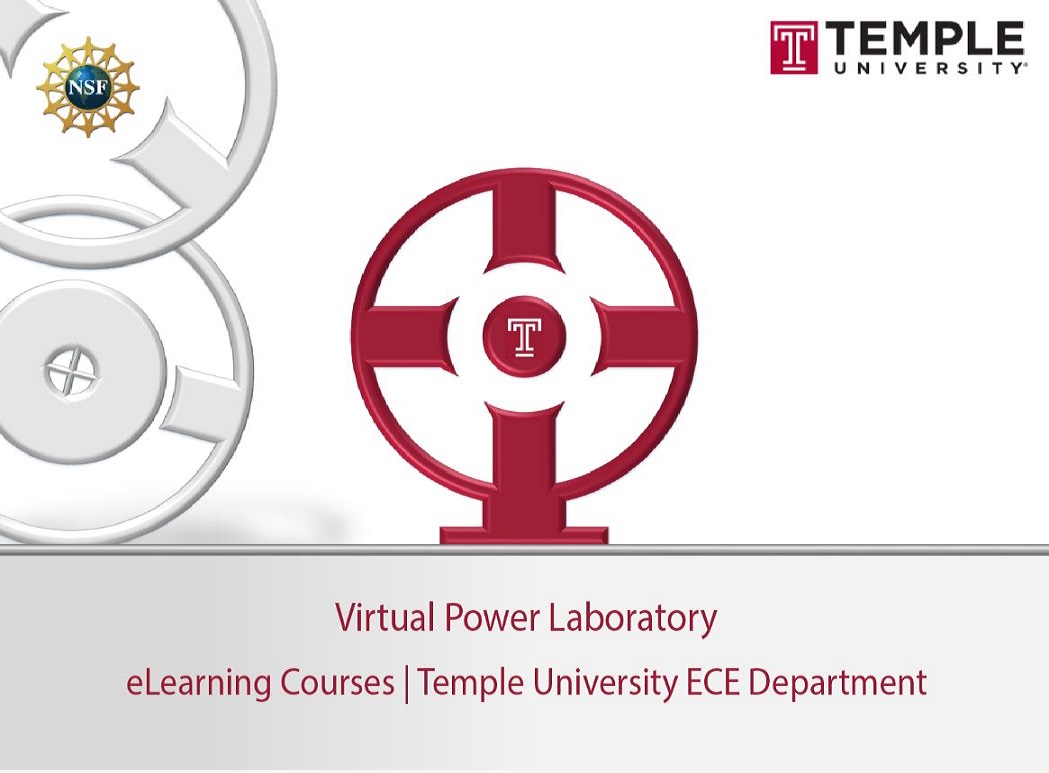 NSF
TEMPLE
UNIVERSITY®
T
Virtual Power Laboratory
eLearning Courses | Temple University ECE Department